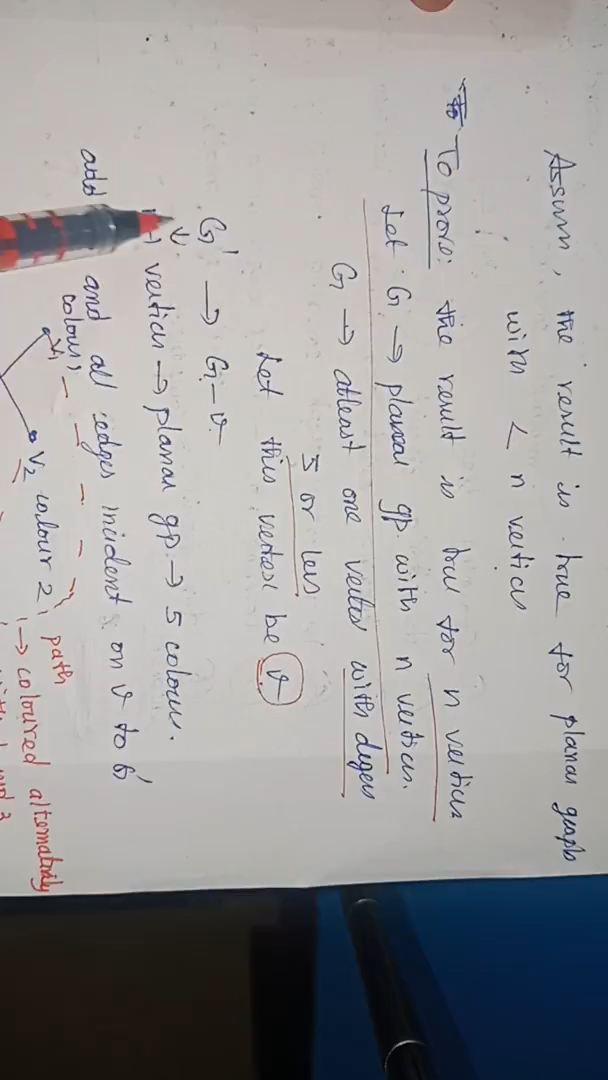 Assum, the result is true for planar graph
with < n vertices
To prove: the result is true for n vertices
Let G → planar gp with n vertices.
G → atleast one vertex with degree
5 or less
Let this vertex be v
G' → G-v
vertices → planar gp → 5 colours.
add and all edges incident on v to G'
colour 1
V1
V2 colour 2
path
→ coloured alternatively